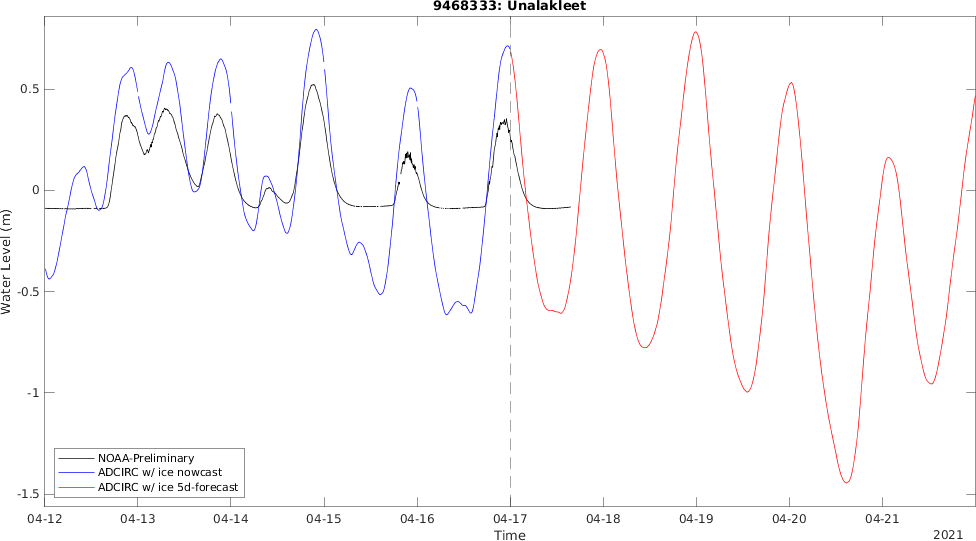 9468333: Unalakleet
Water Level (m)
0.5
0
-0.5
-1
-1.5
NOAA-Preliminary
ADCIRC w/ ice nowcast
ADCIRC w/ ice 5d-forecast
04-12 04-13 04-14 04-15 04-16 04-17 04-18 04-19 04-20 04-21
Time
2021